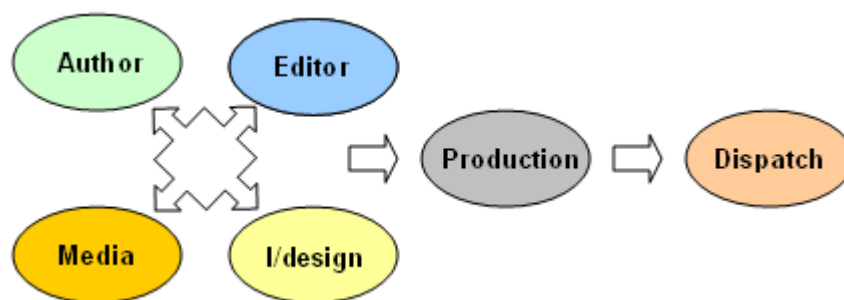 Author
Editor
Production
Dispatch
Media
I/design